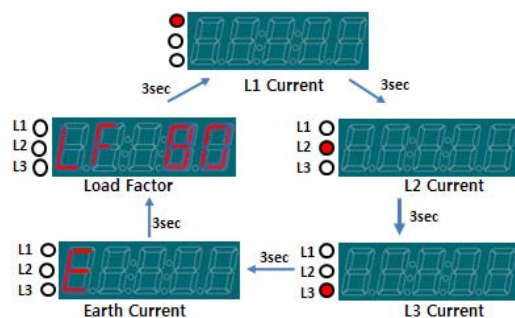 L1 Current
3sec
3sec
L1
L2
L3
LF 80
Load Factor
L1
L2
L3
L2 Current
3sec
3sec
L1
L2
L3
E
Earth Current
3sec
L1
L2
L3
L3 Current